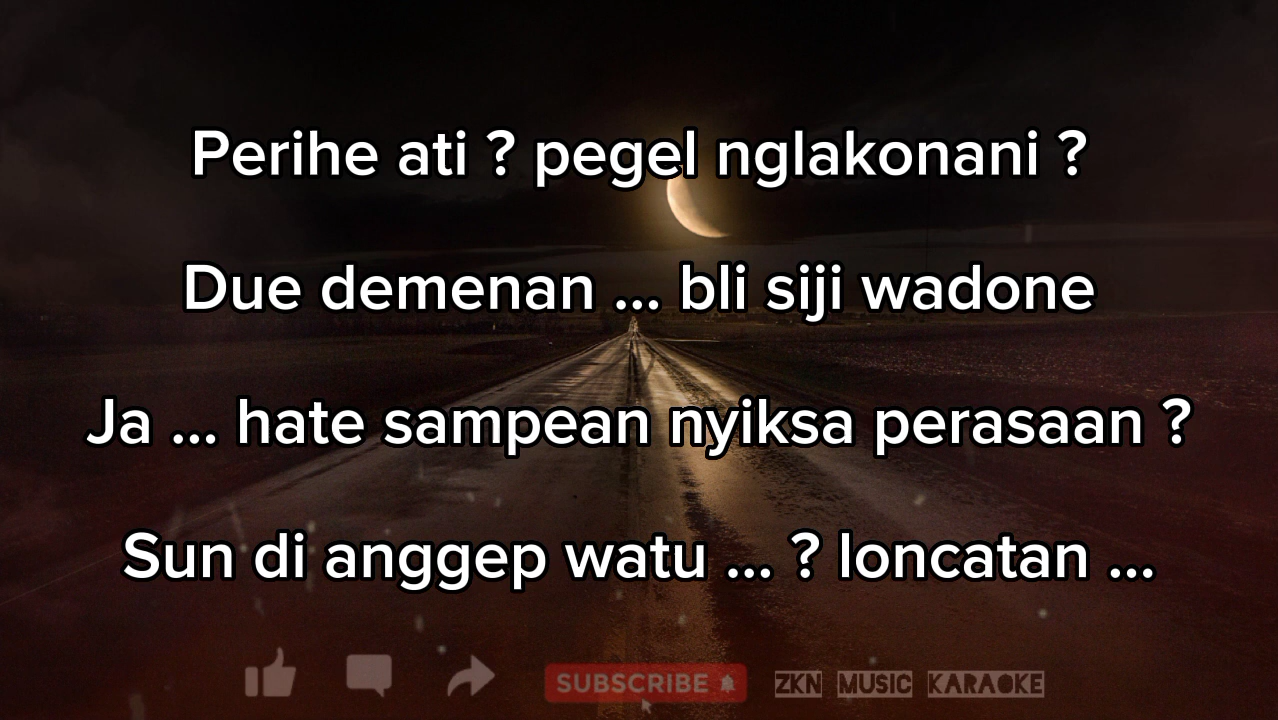 Perihe ati ? pegel nglakonani ?
Due demenan ... bli siji wadone
Ja ... hate sampean nyiksa perasaan ?
Sun di anggep watu ... ? loncatan ...
SUBSCRIBE ZKN MUSIC KARAOKE